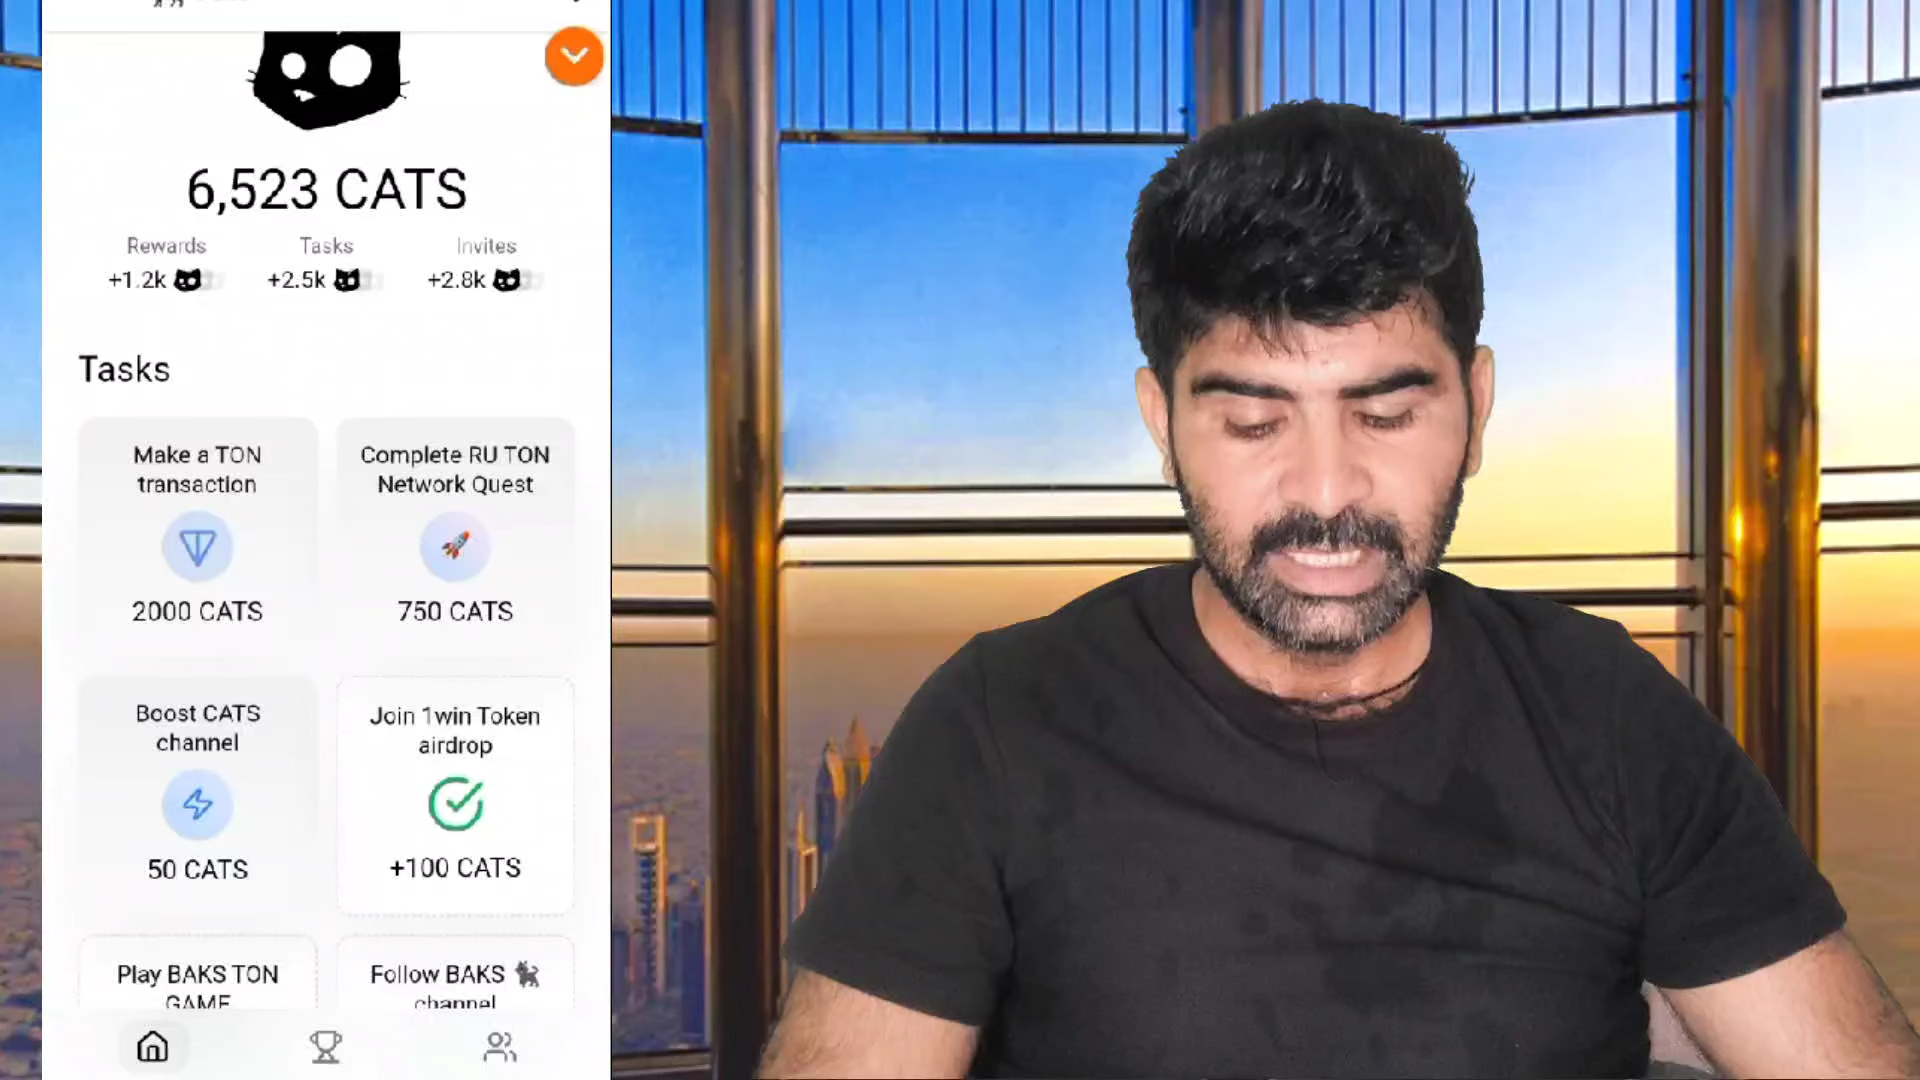 6,523 CATS
Rewards
Tasks
Invites
+1.2k
+2.5k
+2.8k
Tasks
Make a TON
transaction
2000 CATS
Complete RU TON
Network Quest
750 CATS
Boost CATS
channel
50 CATS
Join 1win Token
airdrop
+100 CATS
Play BAKS TON
GAME
Follow BAKS 🐈‍⬛
channel